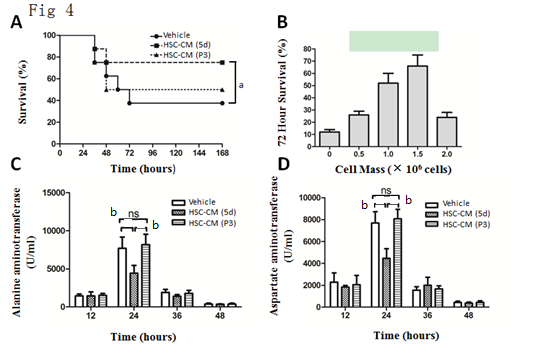 Fig 4
A
Survival (%)
100
80
60
40
20
0
0 24 48 72 96 120 144 168
Time (hours)
Vehicle
HSC-CM (5d)
HSC-CM (P3)
a
B
72 Hour Survival (%)
80
70
60
50
40
30
20
10
0
0 0.5 1.0 1.5 2.0
Cell Mass (× 10⁶ cells)
C
Alanine aminotransferase
(U/ml)
15000
10000
5000
0
12 24 36 48
Time (hours)
ns
b b
Vehicle
HSC-CM (5d)
HSC-CM (P3)
D
Aspartate aminotransferase
(U/ml)
10000
8000
6000
4000
2000
0
12 24 36 48
Time (hours)
ns
b b
Vehicle
HSC-CM (5d)
HSC-CM (P3)